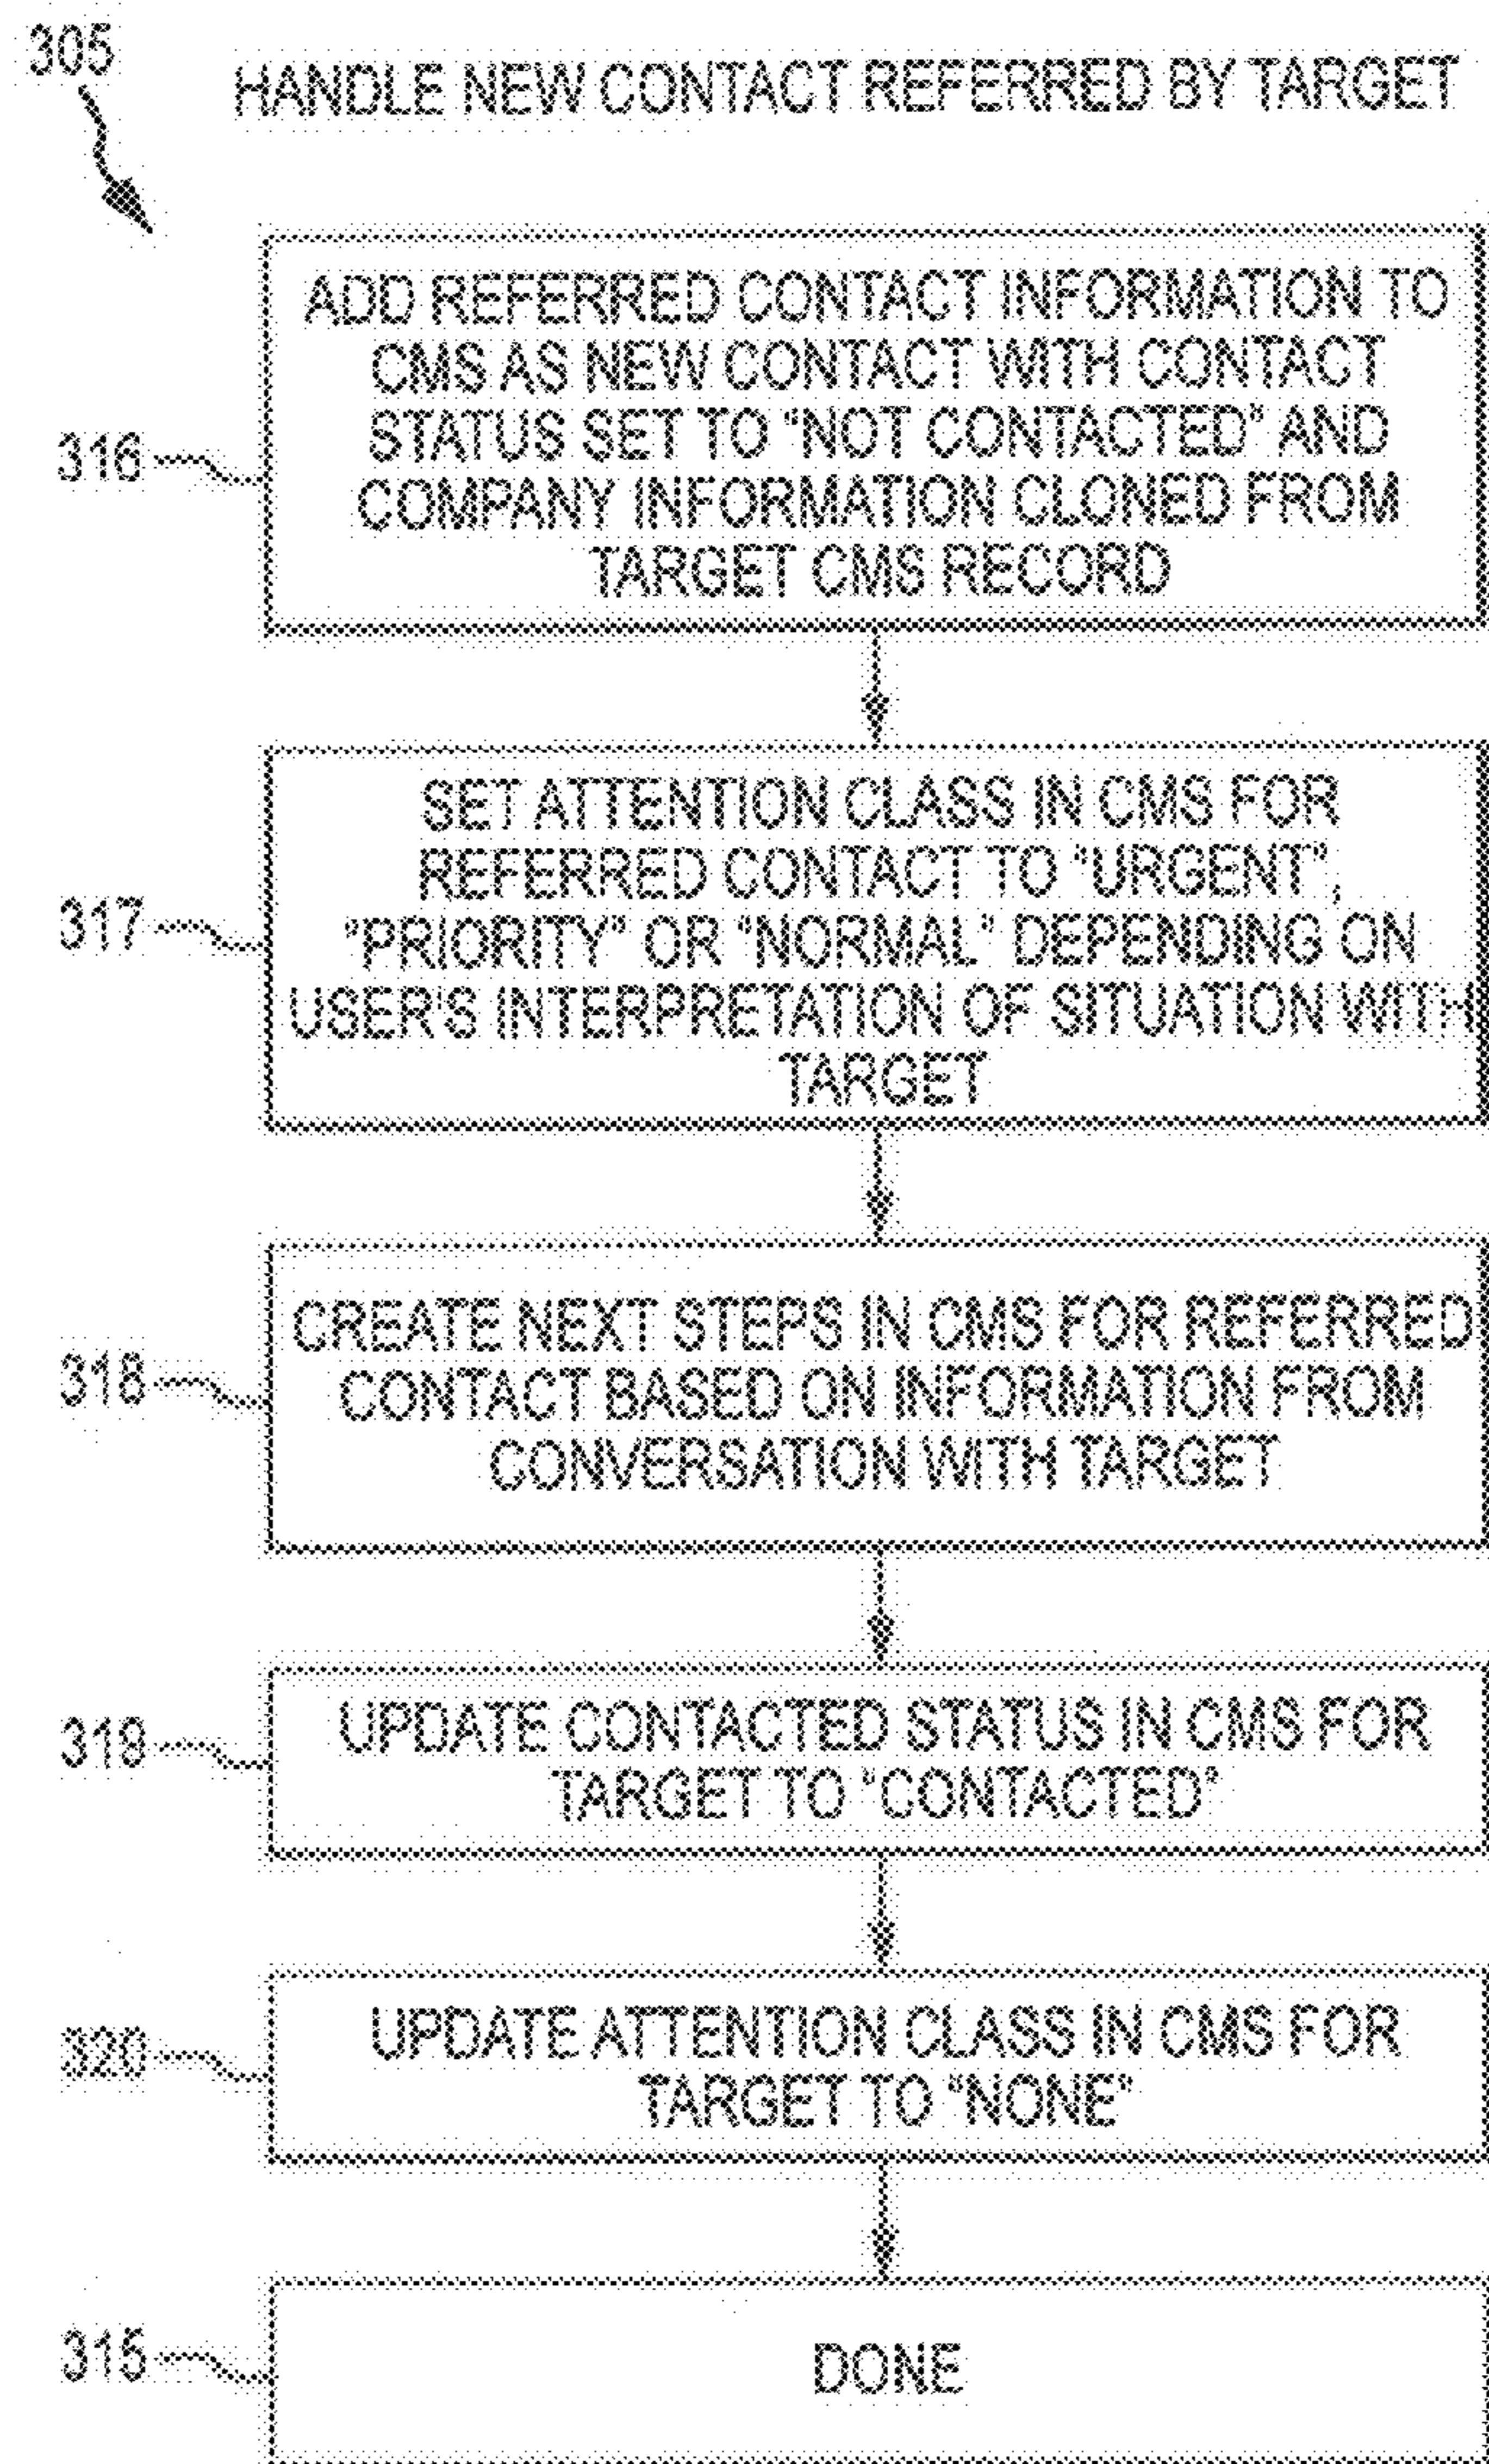 305
HANDLE NEW CONTACT REFERRED BY TARGET
ADD REFERRED CONTACT INFORMATION TO
CMS AS NEW CONTACT WITH CONTACT
STATUS SET TO "NOT CONTACTED" AND
COMPANY INFORMATION CLONED FROM
TARGET CMS RECORD
316
SET ATTENTION CLASS IN CMS FOR
REFERRED CONTACT TO "URGENT",
"PRIORITY" OR "NORMAL" DEPENDING ON
USER'S INTERPRETATION OF SITUATION WITH
TARGET
317
CREATE NEXT STEPS IN CMS FOR REFERRED
CONTACT BASED ON INFORMATION FROM
CONVERSATION WITH TARGET
318
UPDATE CONTACTED STATUS IN CMS FOR
TARGET TO "CONTACTED"
319
UPDATE ATTENTION CLASS IN CMS FOR
TARGET TO "NONE"
320
DONE
315